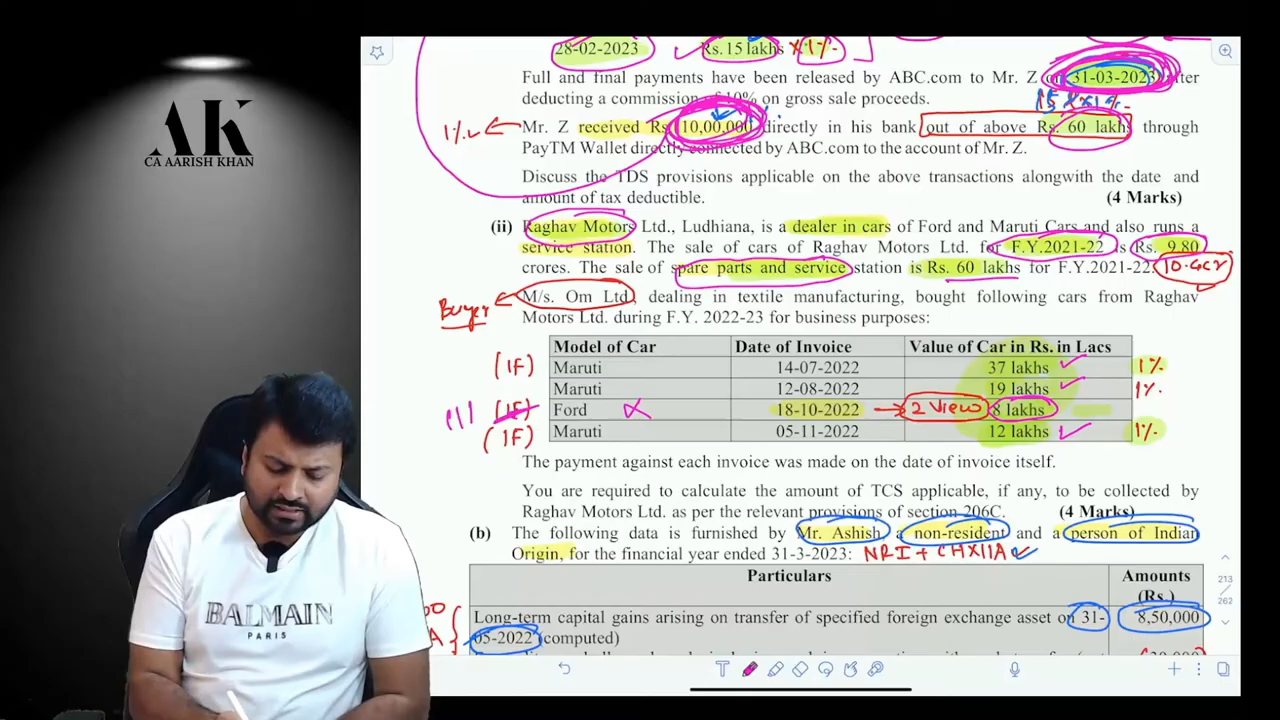 28-02-2023 Rs.15 lakhs x1%
Full and final payments have been released by ABC.com to Mr. Z on 31-03-2023 after
deducting a commission of 10% on gross sale proceeds.
1%
Mr. Z received Rs 10,00,000 directly in his bank out of above Rs. 60 lakhs through
PayTM Wallet directly connected by ABC.com to the account of Mr. Z.
Discuss the TDS provisions applicable on the above transactions alongwith the date and
amount of tax deductible. (4 Marks)
(ii) Raghav Motors Ltd., Ludhiana, is a dealer in cars of Ford and Maruti Cars and also runs a
service station. The sale of cars of Raghav Motors Ltd. for F.Y.2021-22 is Rs. 9.80
crores. The sale of spare parts and service station is Rs. 60 lakhs for F.Y.2021-22. 10.4cr
Buyer
M/s. Om Ltd, dealing in textile manufacturing, bought following cars from Raghav
Motors Ltd. during F.Y. 2022-23 for business purposes:
Model of Car Date of Invoice Value of Car in Rs. in Lacs
(1F) Maruti 14-07-2022 37 lakhs 1%
Maruti 12-08-2022 19 lakhs 1%
(1F) Ford 18-10-2022 2 View 8 lakhs
(1F) Maruti 05-11-2022 12 lakhs 1%
The payment against each invoice was made on the date of invoice itself.
You are required to calculate the amount of TCS applicable, if any, to be collected by
Raghav Motors Ltd. as per the relevant provisions of section 206C. (4 Marks)
(b) The following data is furnished by Mr. Ashish a non-resident and a person of Indian
Origin, for the financial year ended 31-3-2023: NRI + CHXIIA
Particulars Amounts
(Rs.)
Long-term capital gains arising on transfer of specified foreign exchange asset on 31- 8,50,000
05-2022 (computed)
AK
CA AARISH KHAN
BALMAIN
PARIS
213
262